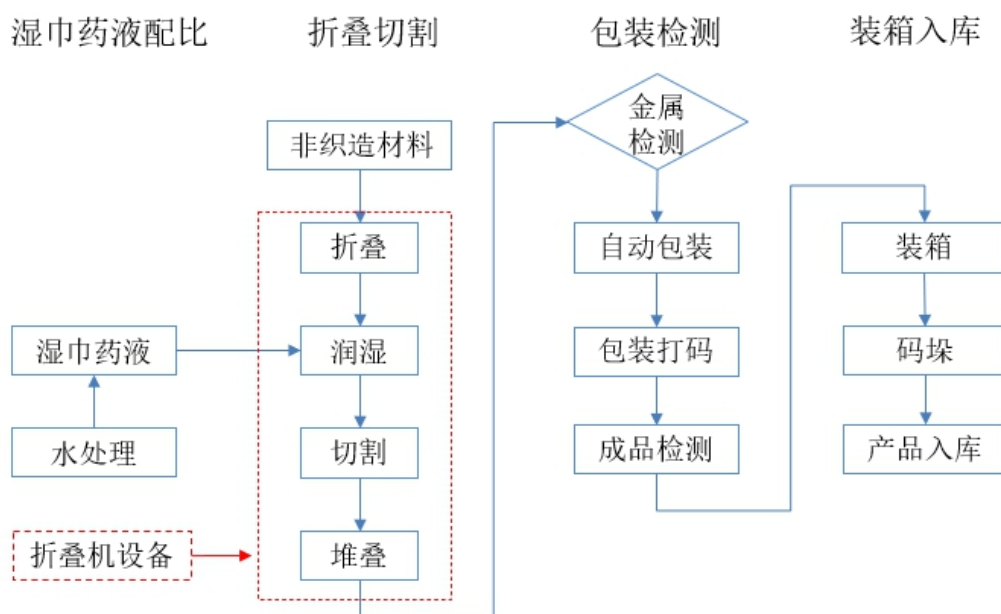 湿巾药液配比
折叠切割
包装检测
装箱入库
非织造材料
折叠
润湿
切割
堆叠
湿巾药液
水处理
折叠机设备
金属
检测
自动包装
包装打码
成品检测
装箱
码垛
产品入库